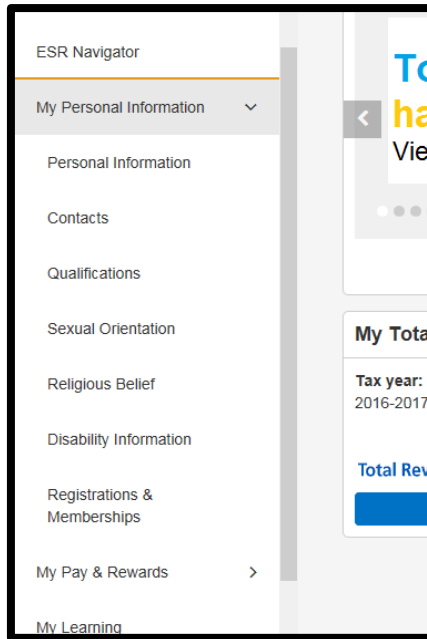 ESR Navigator
My Personal Information
Personal Information
Contacts
Qualifications
Sexual Orientation
Religious Belief
Disability Information
Registrations &
Memberships
My Pay & Rewards
My Learning
To
ha
Vie
My Tota
Tax year:
2016-2017
Total Rev